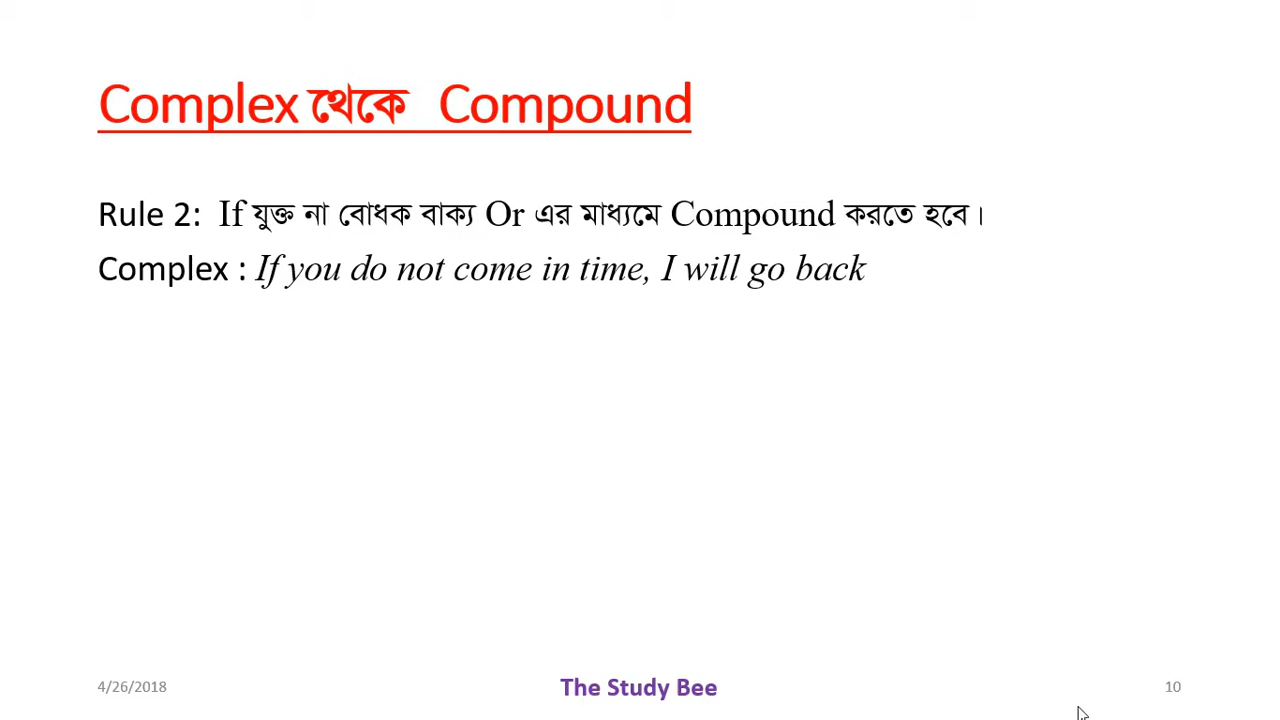 Complex থেকে Compound
Rule 2: If যুক্ত না বোধক বাক্য Or এর মাধ্যমে Compound করতে হবে।
Complex : If you do not come in time, I will go back
4/26/2018
The Study Bee
10